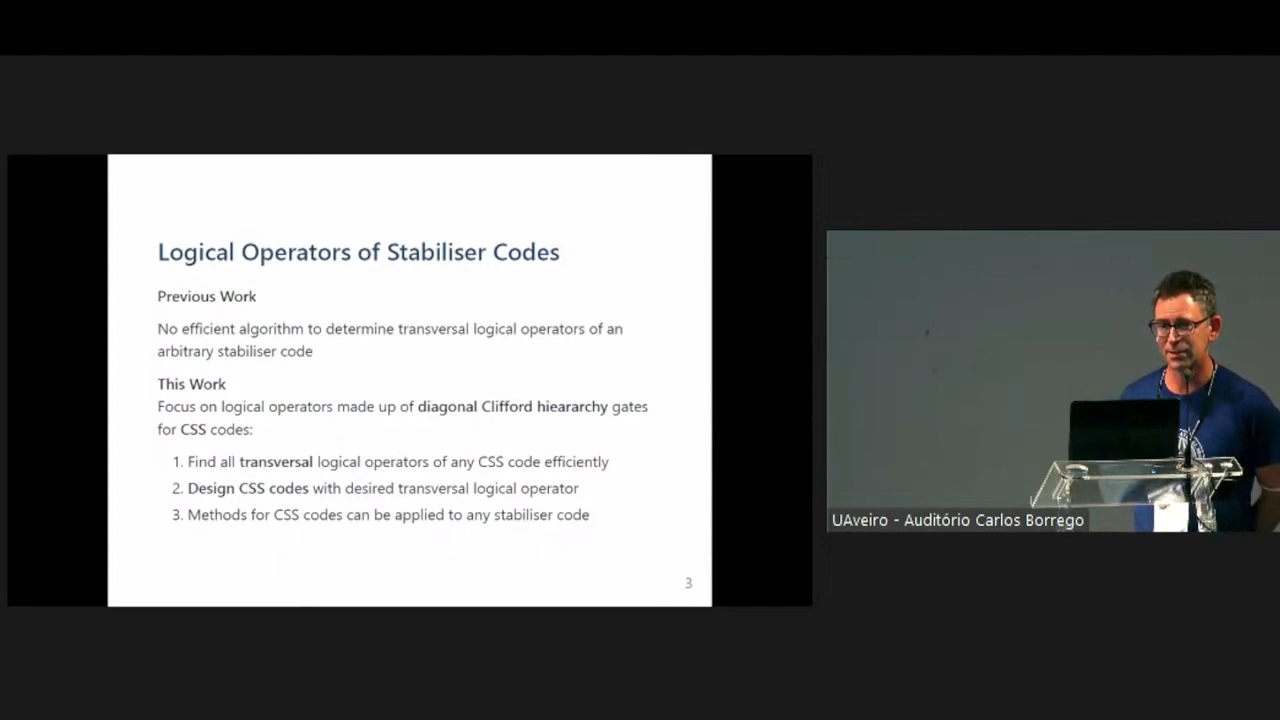 Logical Operators of Stabiliser Codes
Previous Work
No efficient algorithm to determine transversal logical operators of an
arbitrary stabiliser code
This Work
Focus on logical operators made up of diagonal Clifford hieararchy gates
for CSS codes:
1. Find all transversal logical operators of any CSS code efficiently
2. Design CSS codes with desired transversal logical operator
3. Methods for CSS codes can be applied to any stabiliser code
3
UAveiro - Auditório Carlos Borrego